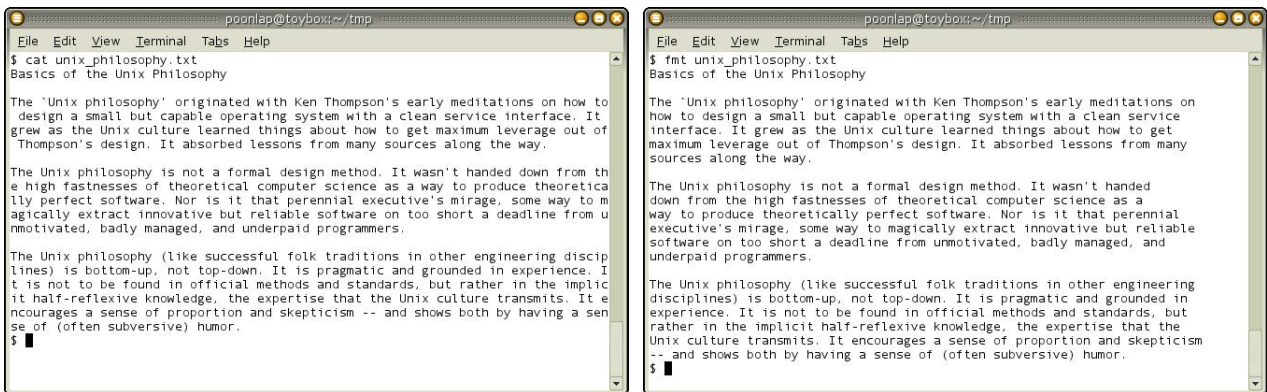 poonlap@toybox:~/tmp
File Edit View Terminal Tabs Help
$ cat unix_philosophy.txt
Basics of the Unix Philosophy
The `Unix philosophy' originated with Ken Thompson's early meditations on how to
design a small but capable operating system with a clean service interface. It
grew as the Unix culture learned things about how to get maximum leverage out of
Thompson's design. It absorbed lessons from many sources along the way.
The Unix philosophy is not a formal design method. It wasn't handed down from th
e high fastnesses of theoretical computer science as a way to produce theoretica
lly perfect software. Nor is it that perennial executive's mirage, some way to m
agically extract innovative but reliable software on too short a deadline from u
nmotivated, badly managed, and underpaid programmers.
The Unix philosophy (like successful folk traditions in other engineering discip
lines) is bottom-up, not top-down. It is pragmatic and grounded in experience. I
t is not to be found in official methods and standards, but rather in the implic
it half-reflexive knowledge, the expertise that the Unix culture transmits. It e
ncourages a sense of proportion and skepticism -- and shows both by having a sen
se of (often subversive) humor.
$
poonlap@toybox:~/tmp
File Edit View Terminal Tabs Help
$ fmt unix_philosophy.txt
Basics of the Unix Philosophy
The `Unix philosophy' originated with Ken Thompson's early meditations on
how to design a small but capable operating system with a clean service
interface. It grew as the Unix culture learned things about how to get
maximum leverage out of Thompson's design. It absorbed lessons from many
sources along the way.
The Unix philosophy is not a formal design method. It wasn't handed
down from the high fastnesses of theoretical computer science as a
way to produce theoretically perfect software. Nor is it that perennial
executive's mirage, some way to magically extract innovative but reliable
software on too short a deadline from unmotivated, badly managed, and
underpaid programmers.
The Unix philosophy (like successful folk traditions in other engineering
disciplines) is bottom-up, not top-down. It is pragmatic and grounded in
experience. It is not to be found in official methods and standards, but
rather in the implicit half-reflexive knowledge, the expertise that the
Unix culture transmits. It encourages a sense of proportion and skepticism
-- and shows both by having a sense of (often subversive) humor.
$